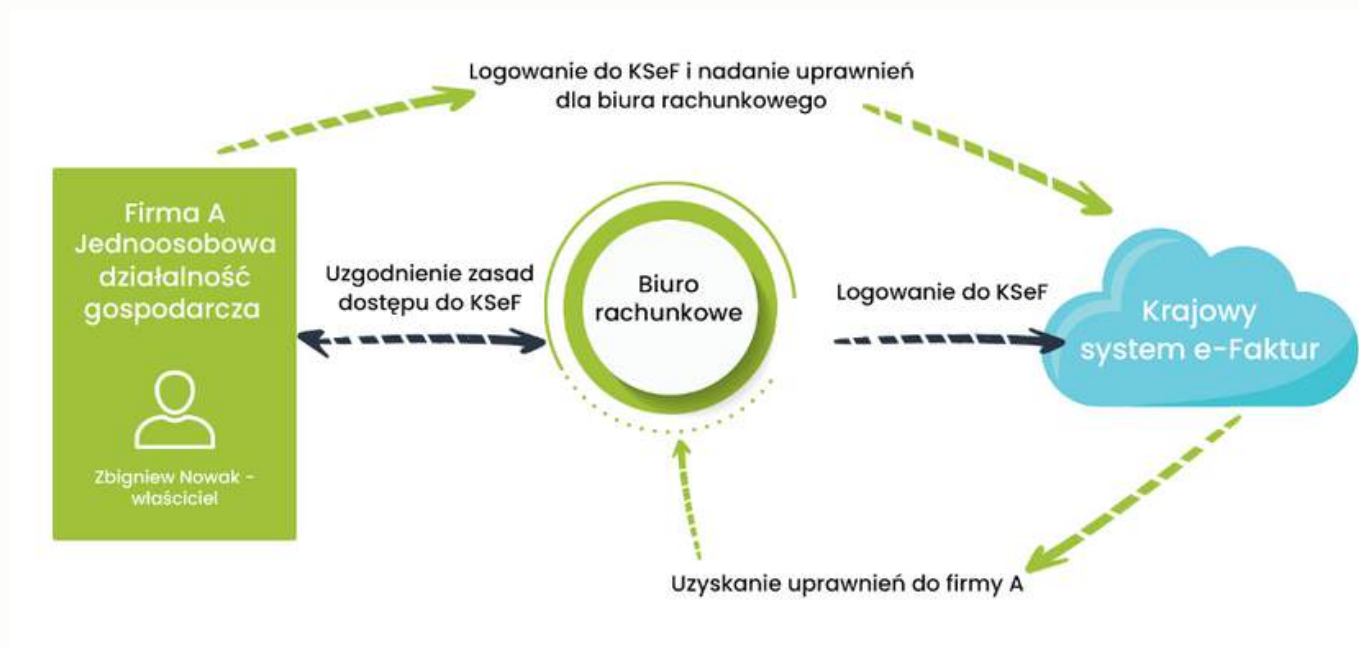 Logowanie do KSeF i nadanie uprawnień
dla biura rachunkowego
Firma A
Jednoosobowa
działalność
gospodarcza
Zbigniew Nowak -
właściciel
Uzgodnienie zasad
dostępu do KSeF
Biuro
rachunkowe
Logowanie do KSeF
Krajowy
system e-Faktur
Uzyskanie uprawnień do firmy A